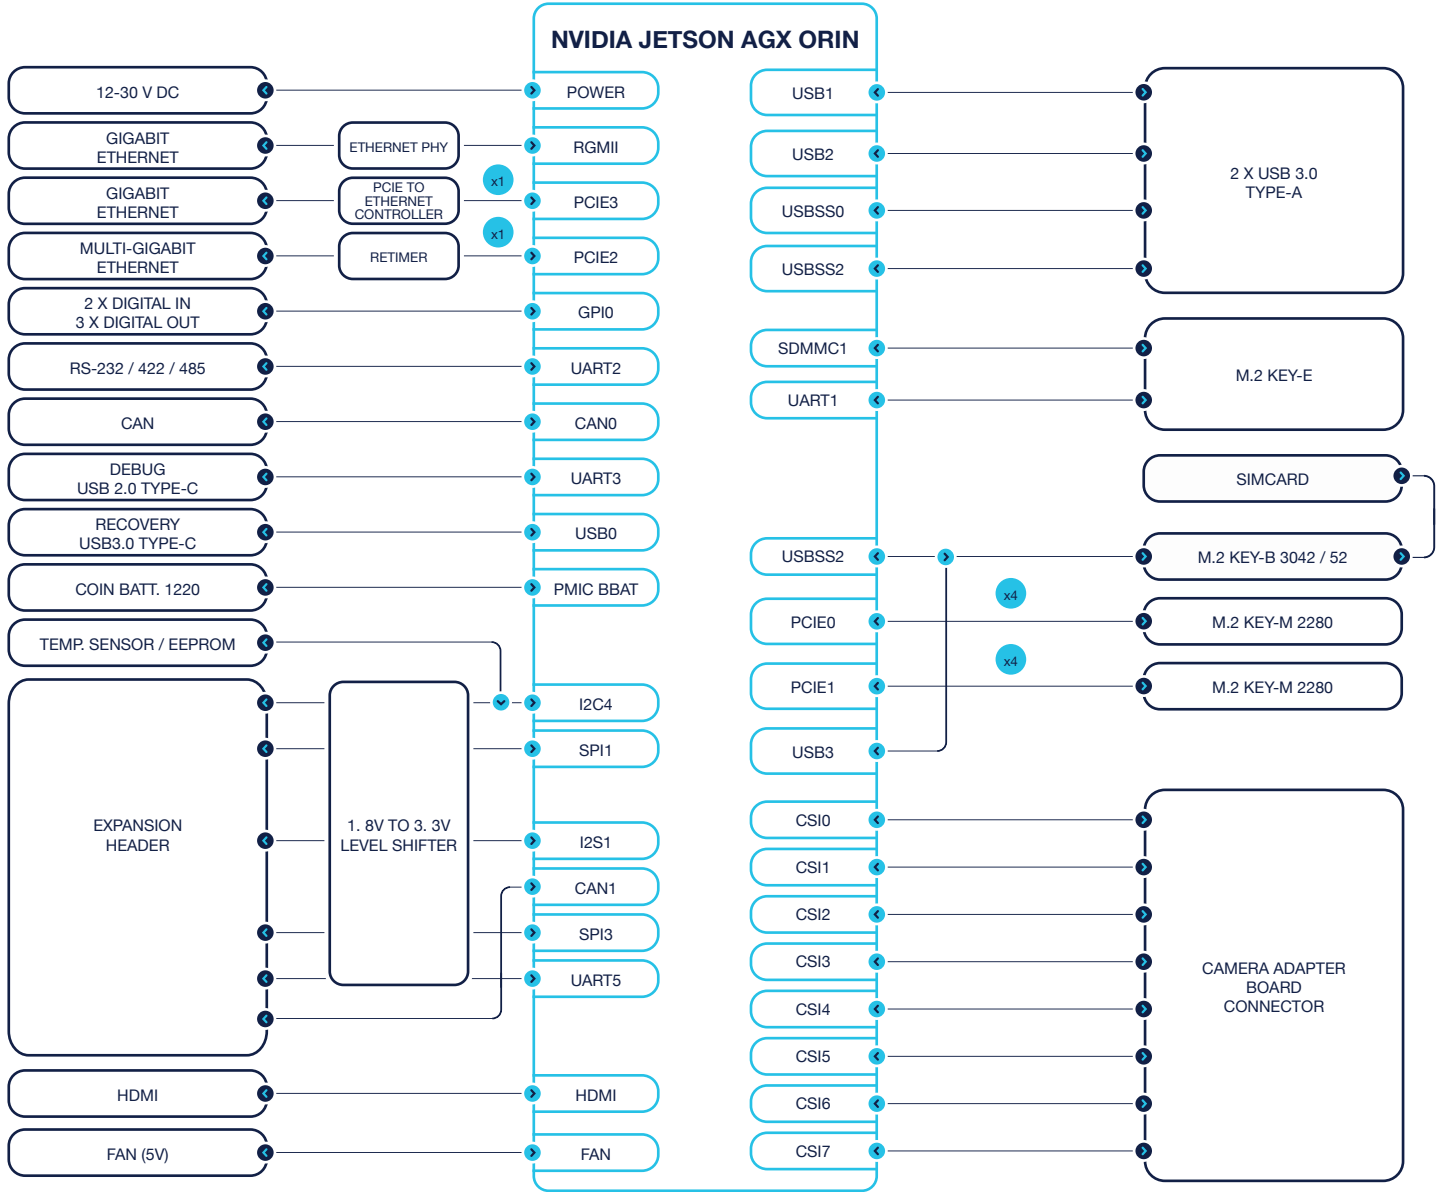 NVIDIA JETSON AGX ORIN
12-30 V DC
POWER
GIGABIT
ETHERNET
ETHERNET PHY
RGMII
GIGABIT
ETHERNET
PCIE TO
ETHERNET
CONTROLLER
x1
PCIE3
MULTI-GIGABIT
ETHERNET
RETIMER
x1
PCIE2
2 X DIGITAL IN
3 X DIGITAL OUT
GPI0
RS-232 / 422 / 485
UART2
CAN
CAN0
DEBUG
USB 2.0 TYPE-C
UART3
RECOVERY
USB3.0 TYPE-C
USB0
COIN BATT. 1220
PMIC BBAT
TEMP. SENSOR / EEPROM
EXPANSION
HEADER
1. 8V TO 3. 3V
LEVEL SHIFTER
I2C4
SPI1
I2S1
CAN1
SPI3
UART5
HDMI
HDMI
FAN (5V)
FAN
USB1
USB2
USBSS0
USBSS2
2 X USB 3.0
TYPE-A
SDMMC1
UART1
M.2 KEY-E
SIMCARD
USBSS2
M.2 KEY-B 3042 / 52
PCIE0
x4
M.2 KEY-M 2280
PCIE1
x4
M.2 KEY-M 2280
USB3
CSI0
CSI1
CSI2
CSI3
CSI4
CSI5
CSI6
CSI7
CAMERA ADAPTER
BOARD
CONNECTOR